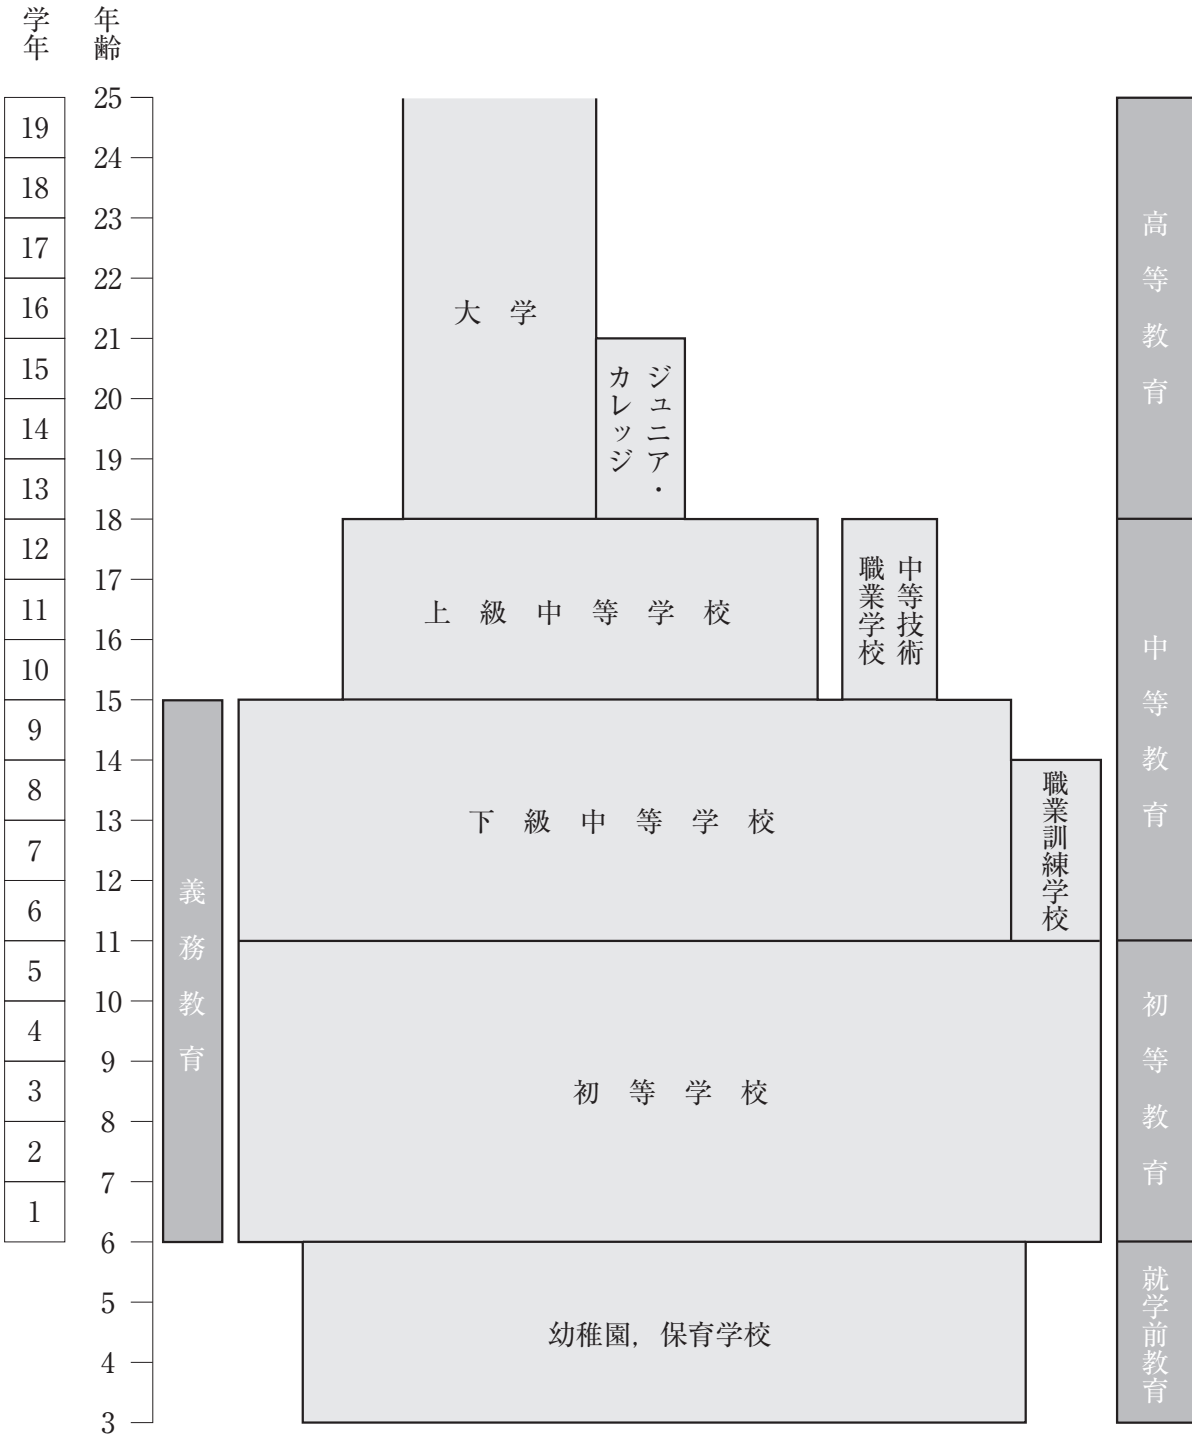 学年
年齢
25
19
24
18
23
17
22
16
21
15
20
14
19
13
18
12
17
11
16
10
15
9
14
8
13
7
12
6
11
5
10
4
9
3
8
2
7
1
6
5
4
3
義務教育
大学
ジュニア・
カレッジ
上級中等学校
中等技術
職業学校
下級中等学校
職業訓練学校
初等学校
幼稚園，保育学校
高等教育
中等教育
初等教育
就学前教育